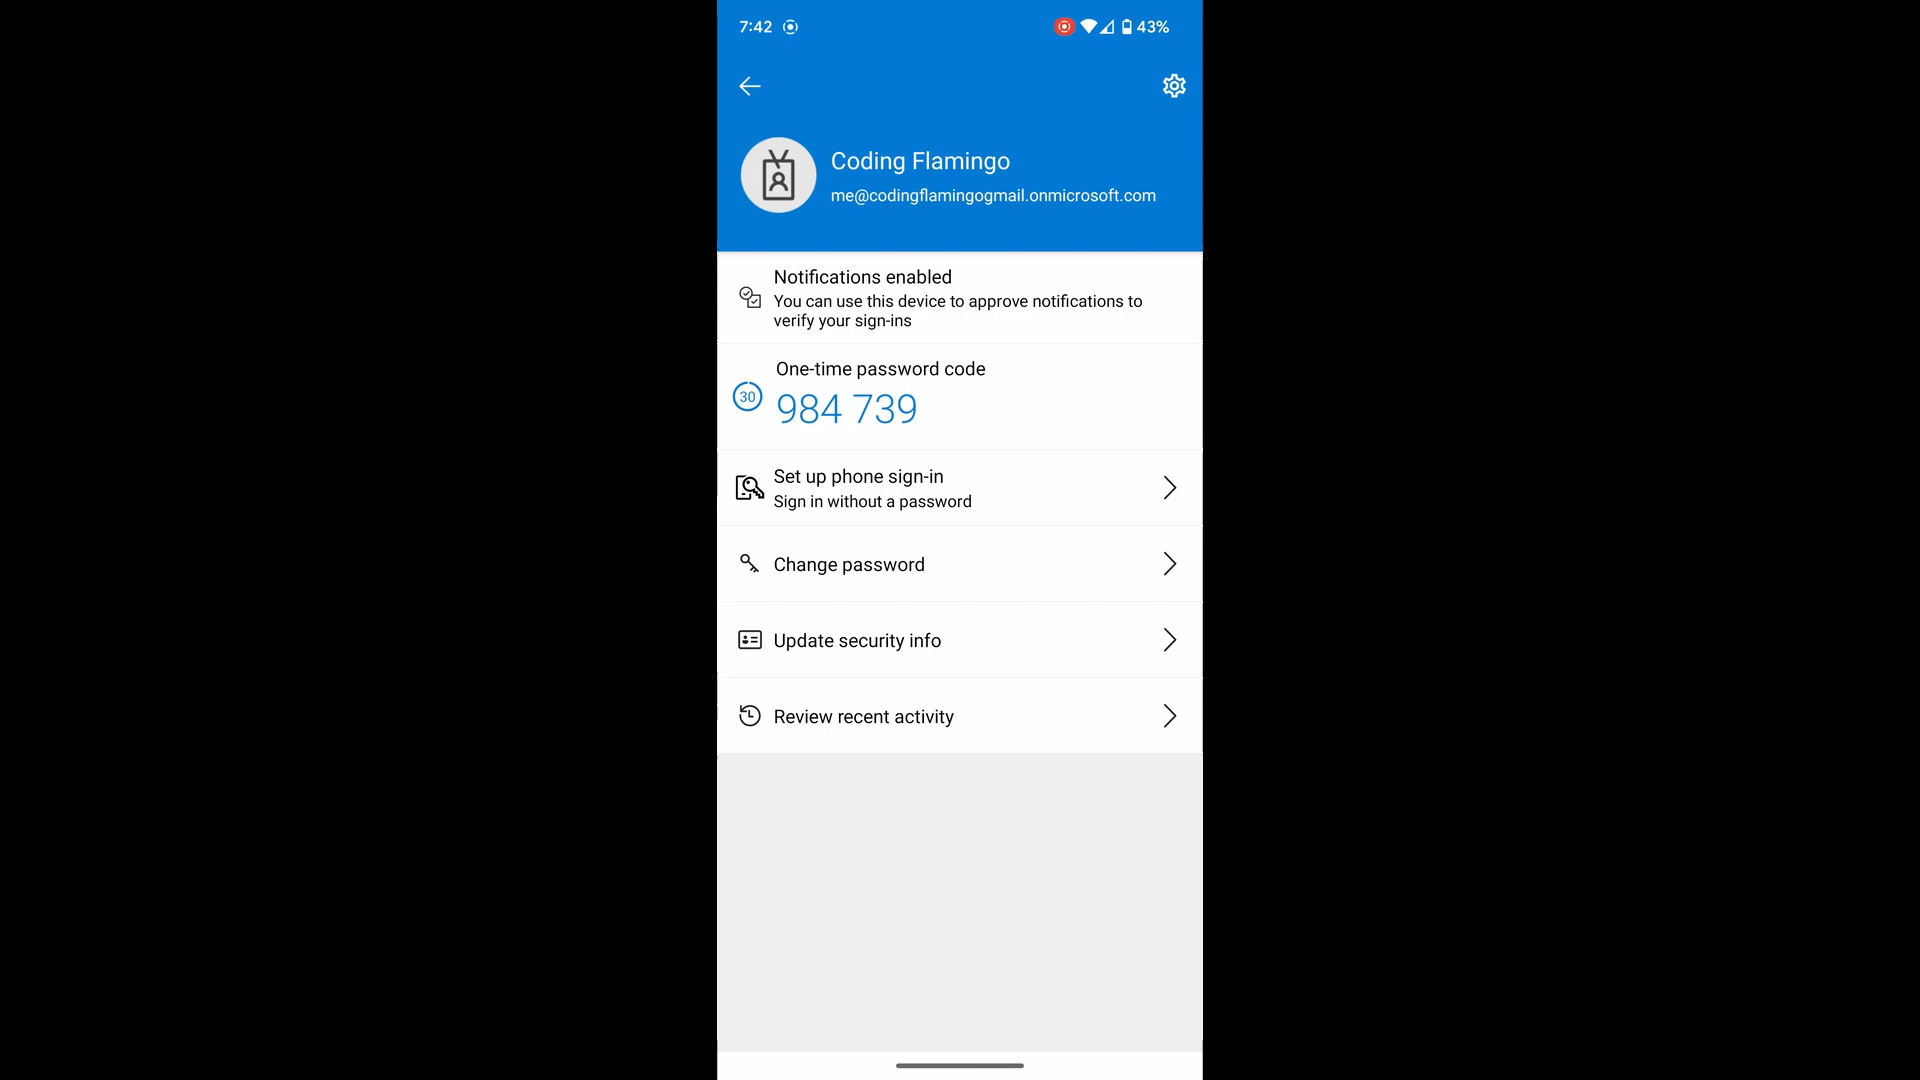 7:42
43%
Coding Flamingo
me@codingflamingogmail.onmicrosoft.com
Notifications enabled
You can use this device to approve notifications to
verify your sign-ins
One-time password code
30
984 739
Set up phone sign-in
Sign in without a password
Change password
Update security info
Review recent activity